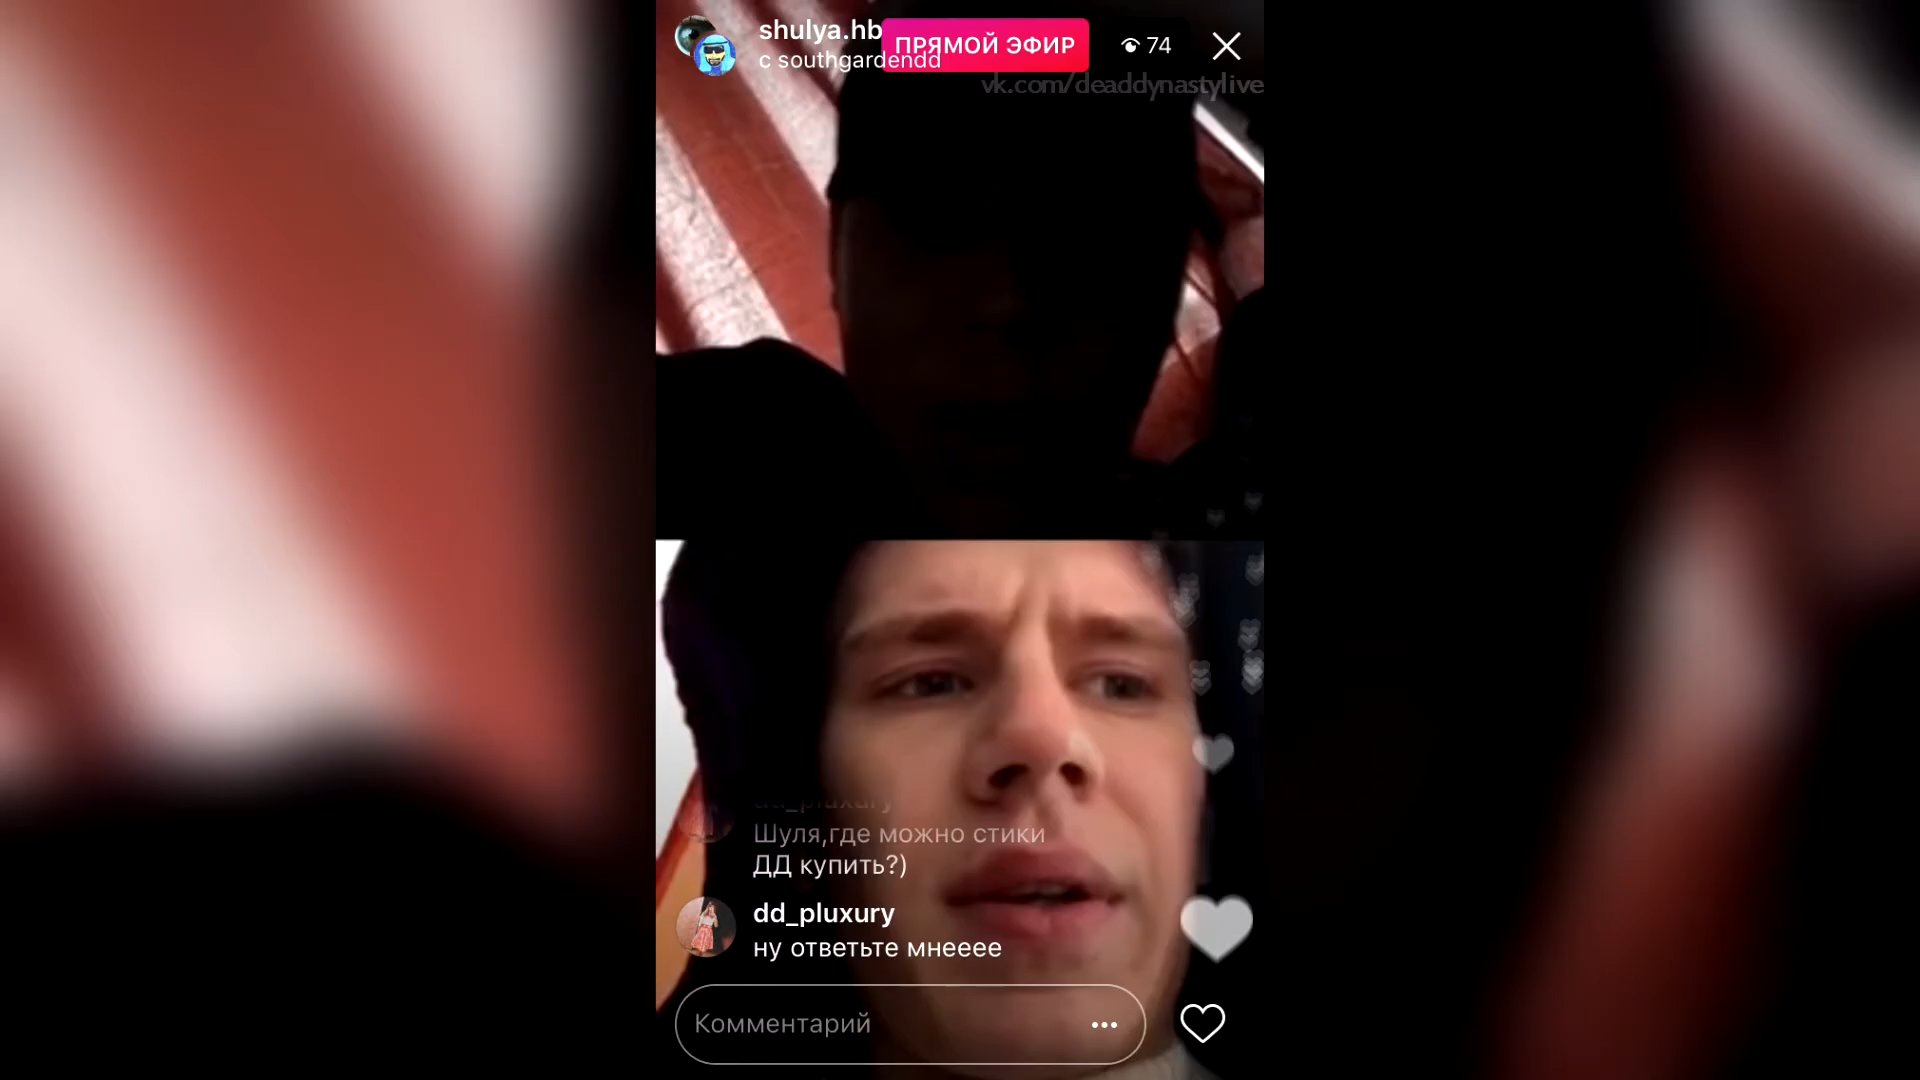 shulya.hb
ПРЯМОЙ ЭФИР
74
с southgardendd
vk.com/deaddynastylive
dd_pluxury
Шуля,где можно стики
ДД купить?)
dd_pluxury
ну ответьте мнееее
Комментарий